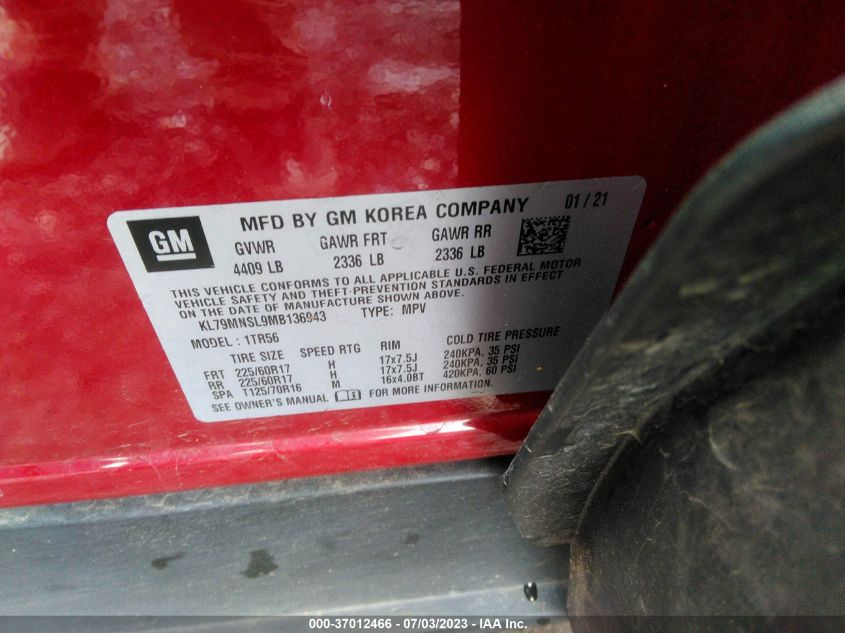 GM
MFD BY GM KOREA COMPANY 01 / 21
GVWR GAWR FRT GAWR RR
4409 LB 2336 LB 2336 LB
THIS VEHICLE CONFORMS TO ALL APPLICABLE U.S. FEDERAL MOTOR
VEHICLE SAFETY AND THEFT PREVENTION STANDARDS IN EFFECT
ON THE DATE OF MANUFACTURE SHOWN ABOVE.
KL79MNSL9MB136943 TYPE: MPV
MODEL: 1TR56
TIRE SIZE SPEED RTG RIM COLD TIRE PRESSURE
FRT 225/60R17 H 17x7.5J 240KPA, 35 PSI
RR 225/60R17 H 17x7.5J 240KPA, 35 PSI
SPA T125/70R16 M 16x4.0BT 420KPA, 60 PSI
SEE OWNER'S MANUAL FOR MORE INFORMATION.
000-37012466 - 07/03/2023 - IAA Inc.